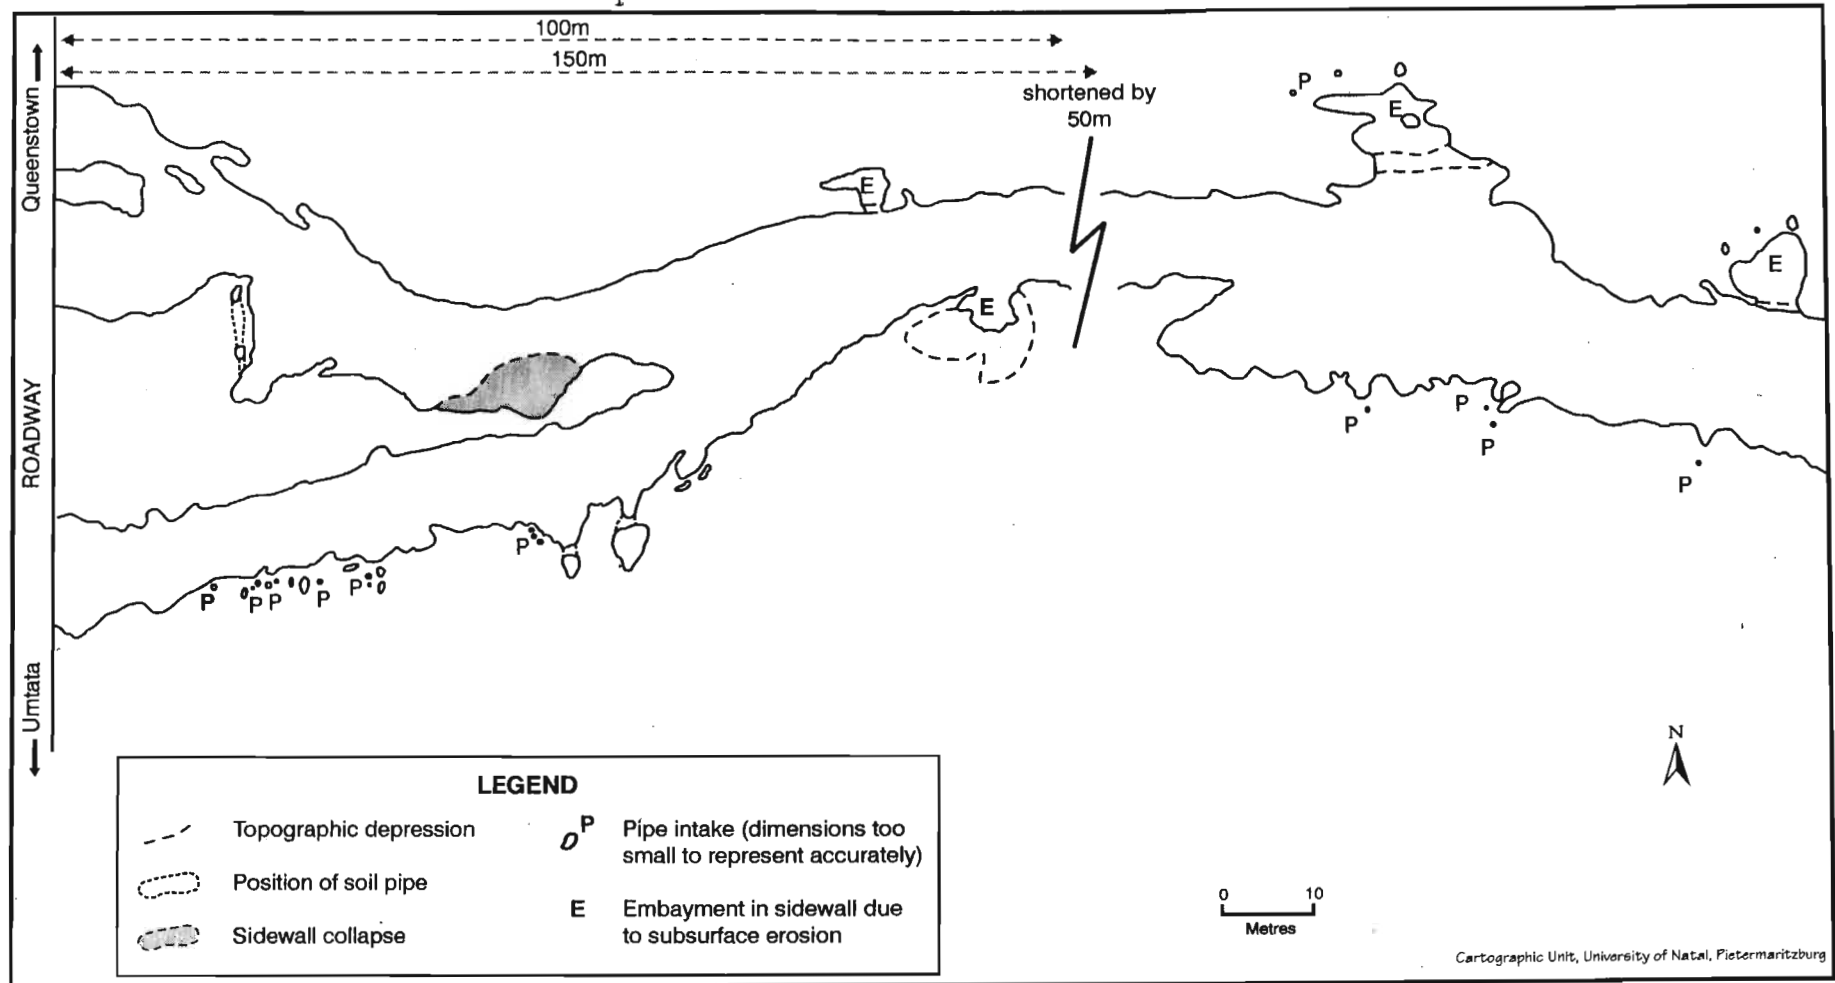 100m
150m
shortened by
50m
Queenstown
ROADWAY
Umtata
P
E
E
E
E
P
P
P
P
P
P
P
P
P
P
N
LEGEND
Topographic depression
Position of soil pipe
Sidewall collapse
P
Pipe intake (dimensions too
small to represent accurately)
E
Embayment in sidewall due
to subsurface erosion
0 10
Metres
Cartographic Unit, University of Natal, Pietermaritzburg